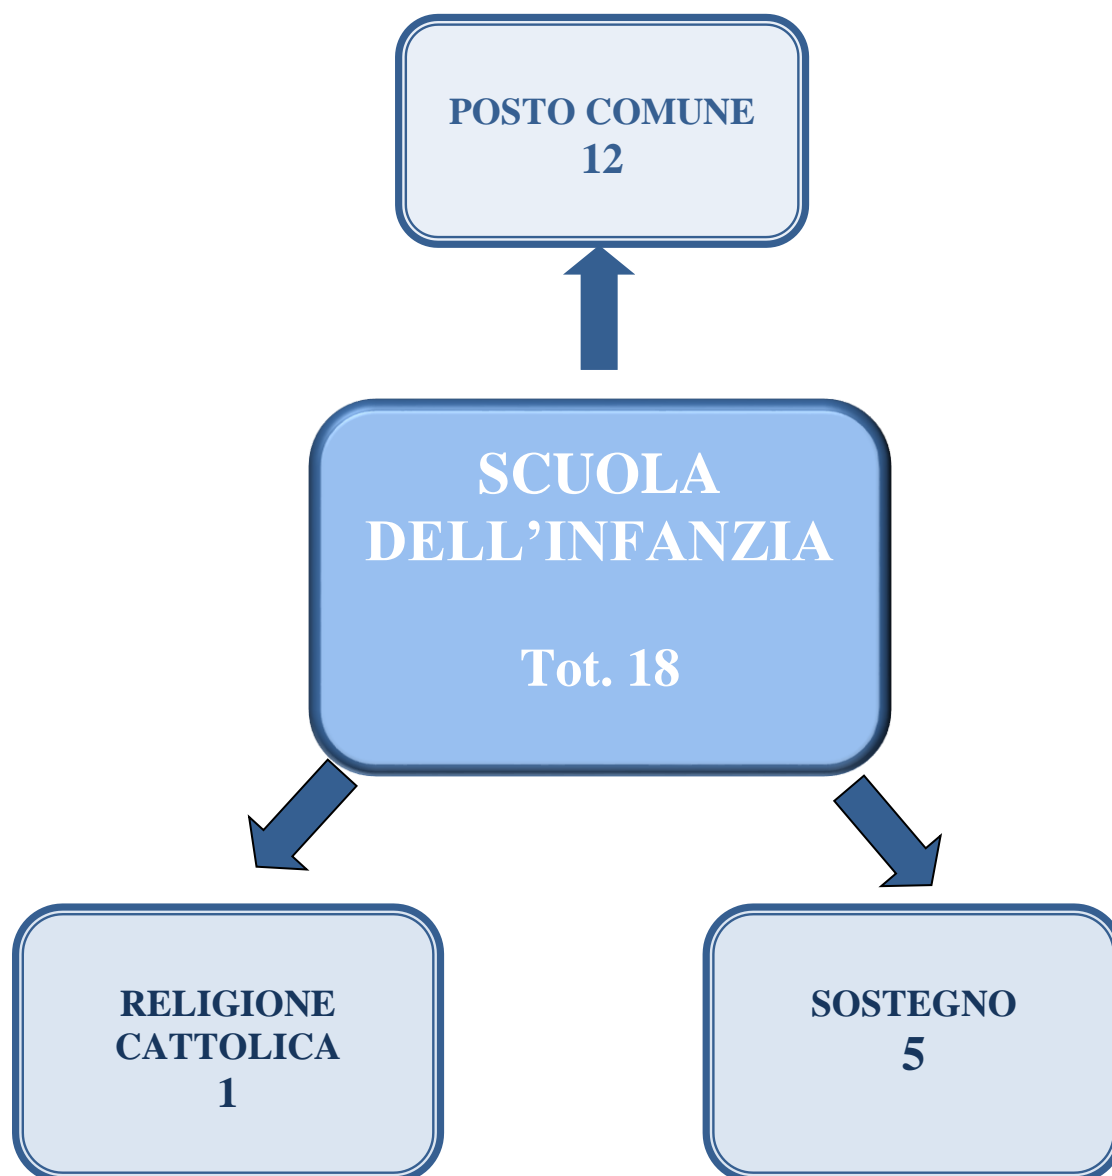 POSTO COMUNE
12
SCUOLA
DELL’INFANZIA
Tot. 18
RELIGIONE
CATTOLICA
1
SOSTEGNO
5